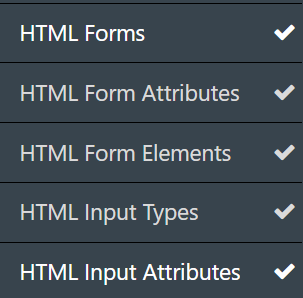 HTML Forms
HTML Form Attributes
HTML Form Elements
HTML Input Types
HTML Input Attributes